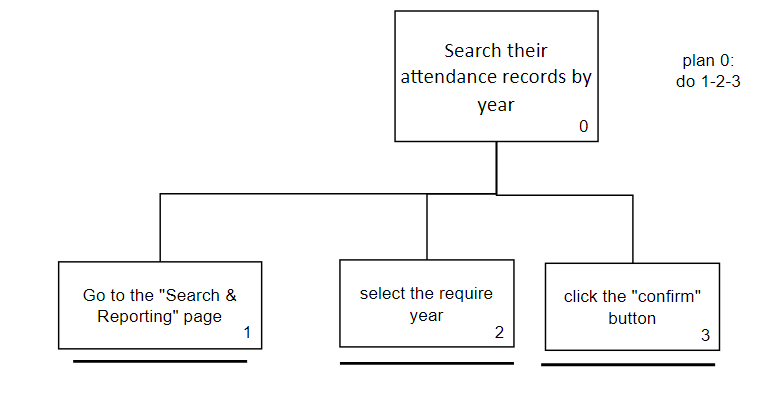 Search their
attendance records by
year
0
plan 0:
do 1-2-3
Go to the "Search &
Reporting" page
1
select the require
year
2
click the "confirm"
button
3